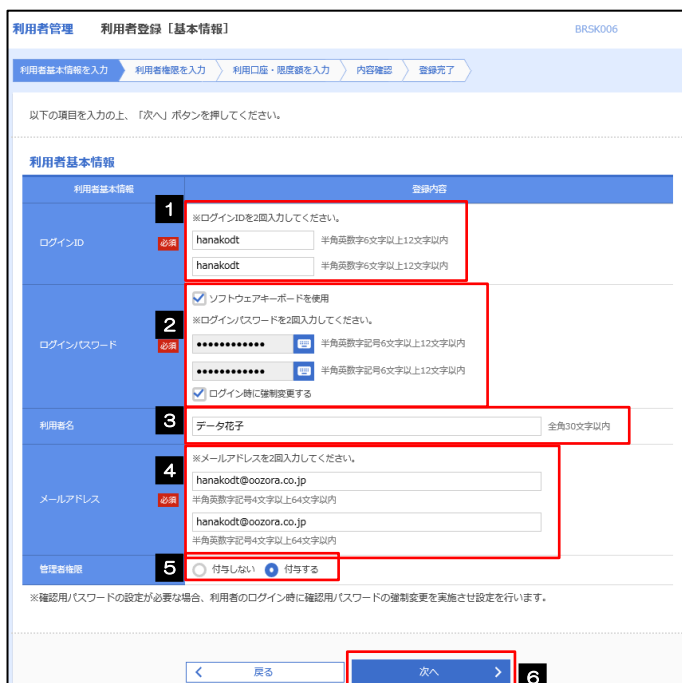 利用者管理 利用者登録［基本情報］ BRSK006
利用者基本情報を入力 利用者権限を入力 利用口座・限度額を入力 内容確認 登録完了
以下の項目を入力の上、「次へ」ボタンを押してください。
利用者基本情報
利用者基本情報 登録内容
1
※ログインIDを2回入力してください。
ログインID 必須 hanakodt 半角英数字6文字以上12文字以内
hanakodt 半角英数字6文字以上12文字以内
ソフトウェアキーボードを使用
2 ※ログインパスワードを2回入力してください。
ログインパスワード 必須 ●●●●●●●●●●●● 半角英数字記号6文字以上12文字以内
●●●●●●●●●●●● 半角英数字記号6文字以上12文字以内
ログイン時に強制変更する
利用者名 3 データ花子 全角30文字以内
※メールアドレスを2回入力してください。
4 hanakodt@oozora.co.jp
メールアドレス 必須 半角英数字記号4文字以上64文字以内
hanakodt@oozora.co.jp
半角英数字記号4文字以上64文字以内
管理者権限 5 付与しない 付与する
※確認用パスワードの設定が必要な場合、利用者のログイン時に確認用パスワードの強制変更を実施させ設定を行います。
戻る 次へ 6